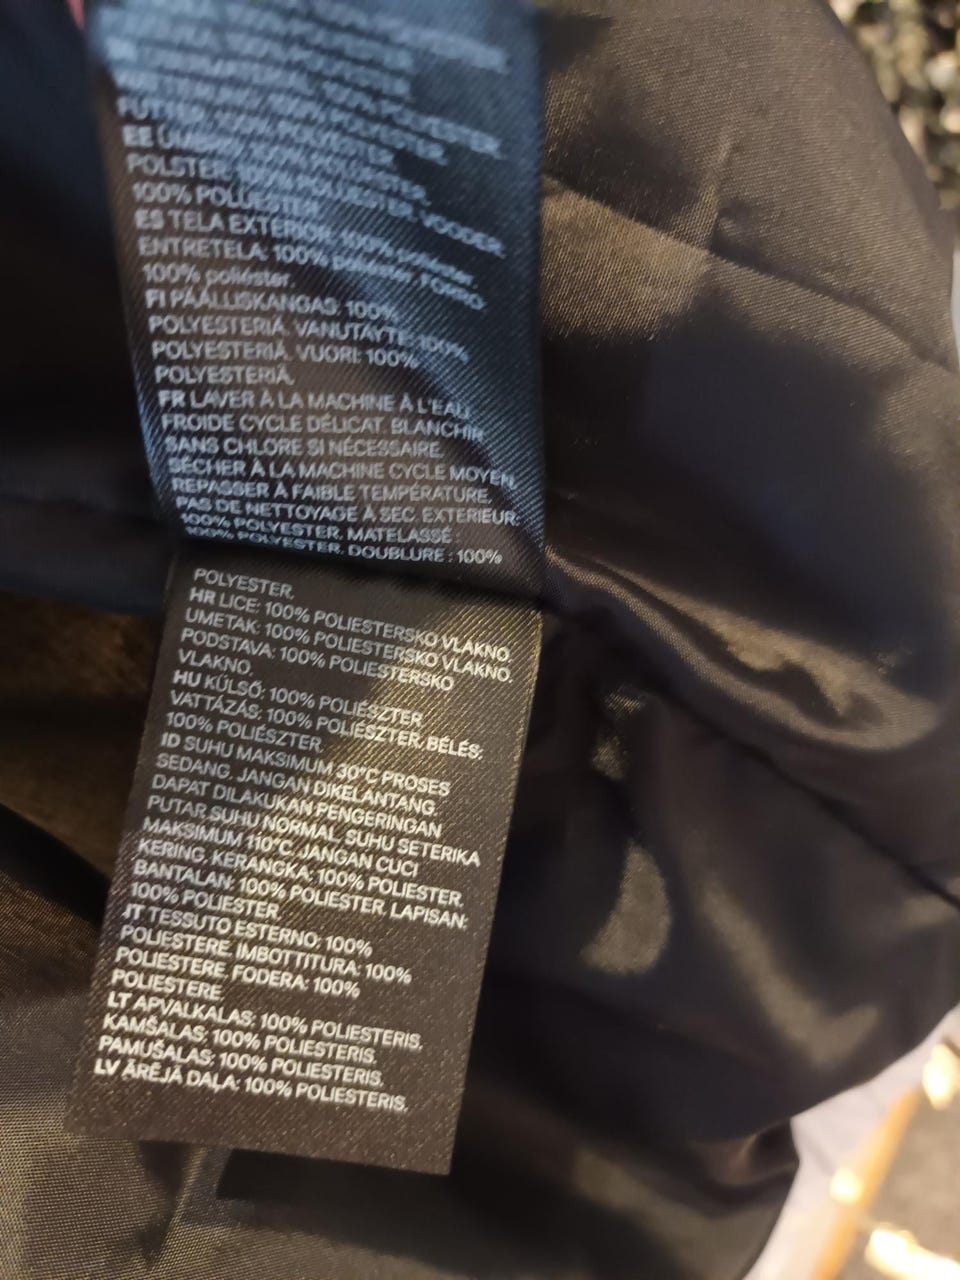 100% POLYESTER
FUTTER: 100% POLYESTER.
EE
POLSTER: 100% POLÜESTER. VOODER:
100% POLÜESTER.
ES TELA EXTERIOR: 100% poliéster.
ENTRETELA: 100% poliéster. FORRO:
100% poliéster.
FI PÄÄLLISKANGAS: 100%
POLYESTERIÄ. VANUTÄYTE: 100%
POLYESTERIÄ. VUORI: 100%
POLYESTERIÄ.
FR LAVER À LA MACHINE À L'EAU
FROIDE CYCLE DÉLICAT. BLANCHIR
SANS CHLORE SI NÉCESSAIRE.
SÉCHER À LA MACHINE CYCLE MOYEN.
REPASSER À FAIBLE TEMPÉRATURE.
PAS DE NETTOYAGE À SEC. EXTERIEUR:
100% POLYESTER. MATELASSÉ :
100% POLYESTER. DOUBLURE : 100%
POLYESTER.
HR LICE: 100% POLIESTERSKO VLAKNO.
UMETAK: 100% POLIESTERSKO VLAKNO.
PODSTAVA: 100% POLIESTERSKO
VLAKNO.
HU KÜLSŐ: 100% POLIÉSZTER.
VATTÁZÁS: 100% POLIÉSZTER. BÉLÉS:
100% POLIÉSZTER.
ID SUHU MAKSIMUM 30°C PROSES
SEDANG. JANGAN DIKELANTANG.
DAPAT DILAKUKAN PENGERINGAN
PUTAR SUHU NORMAL. SUHU SETERIKA
MAKSIMUM 110°C. JANGAN CUCI
KERING. KERANGKA: 100% POLIESTER.
BANTALAN: 100% POLIESTER. LAPISAN:
100% POLIESTER.
IT TESSUTO ESTERNO: 100%
POLIESTERE. IMBOTTITURA: 100%
POLIESTERE. FODERA: 100%
POLIESTERE.
LT APVALKALAS: 100% POLIESTERIS.
KAMŠALAS: 100% POLIESTERIS.
PAMUŠALAS: 100% POLIESTERIS.
LV ĀRĒJĀ DAĻA: 100% POLIESTERIS.